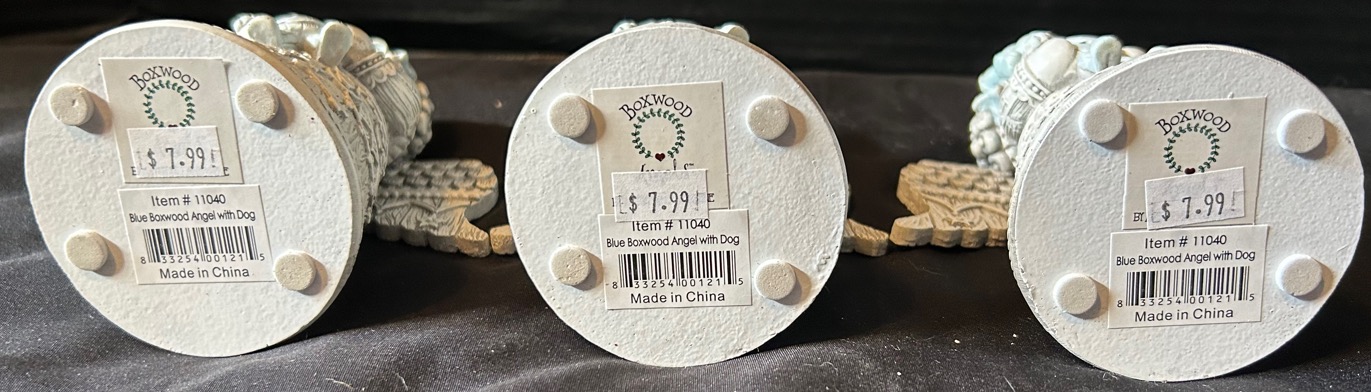 BOXWOOD
$ 7.99
Item # 11040
Blue Boxwood Angel with Dog
8 33254 00121 5
Made in China
BOXWOOD
$ 7.99
Item # 11040
Blue Boxwood Angel with Dog
8 33254 00121 5
Made in China
BOXWOOD
BY
$ 7.99
Item # 11040
Blue Boxwood Angel with Dog
8 33254 00121 5
Made in China